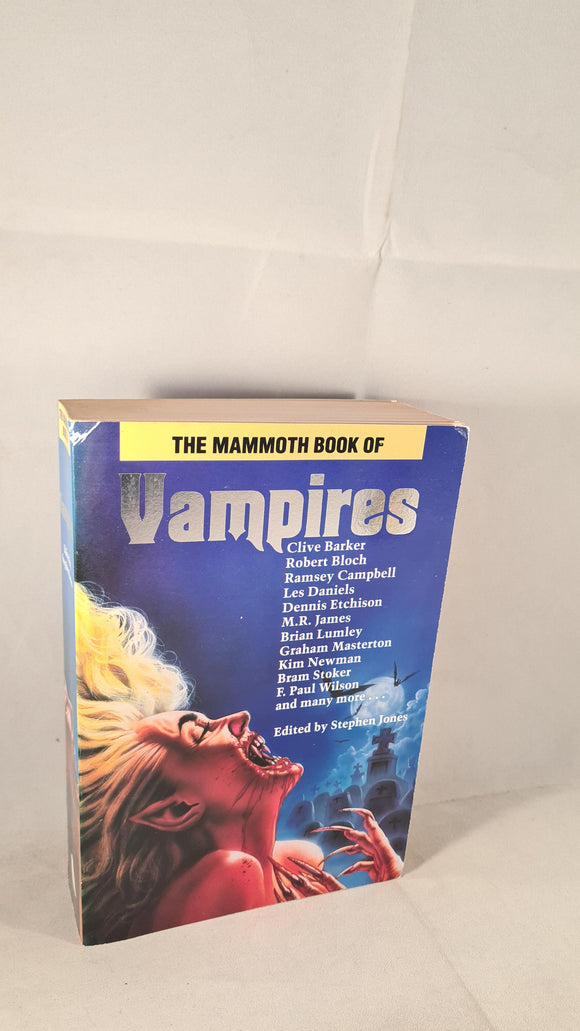 THE MAMMOTH BOOK OF
Vampires
Clive Barker
Robert Bloch
Ramsey Campbell
Les Daniels
Dennis Etchison
M.R. James
Brian Lumley
Graham Masterton
Kim Newman
Bram Stoker
F. Paul Wilson
and many more . . .
Edited by Stephen Jones